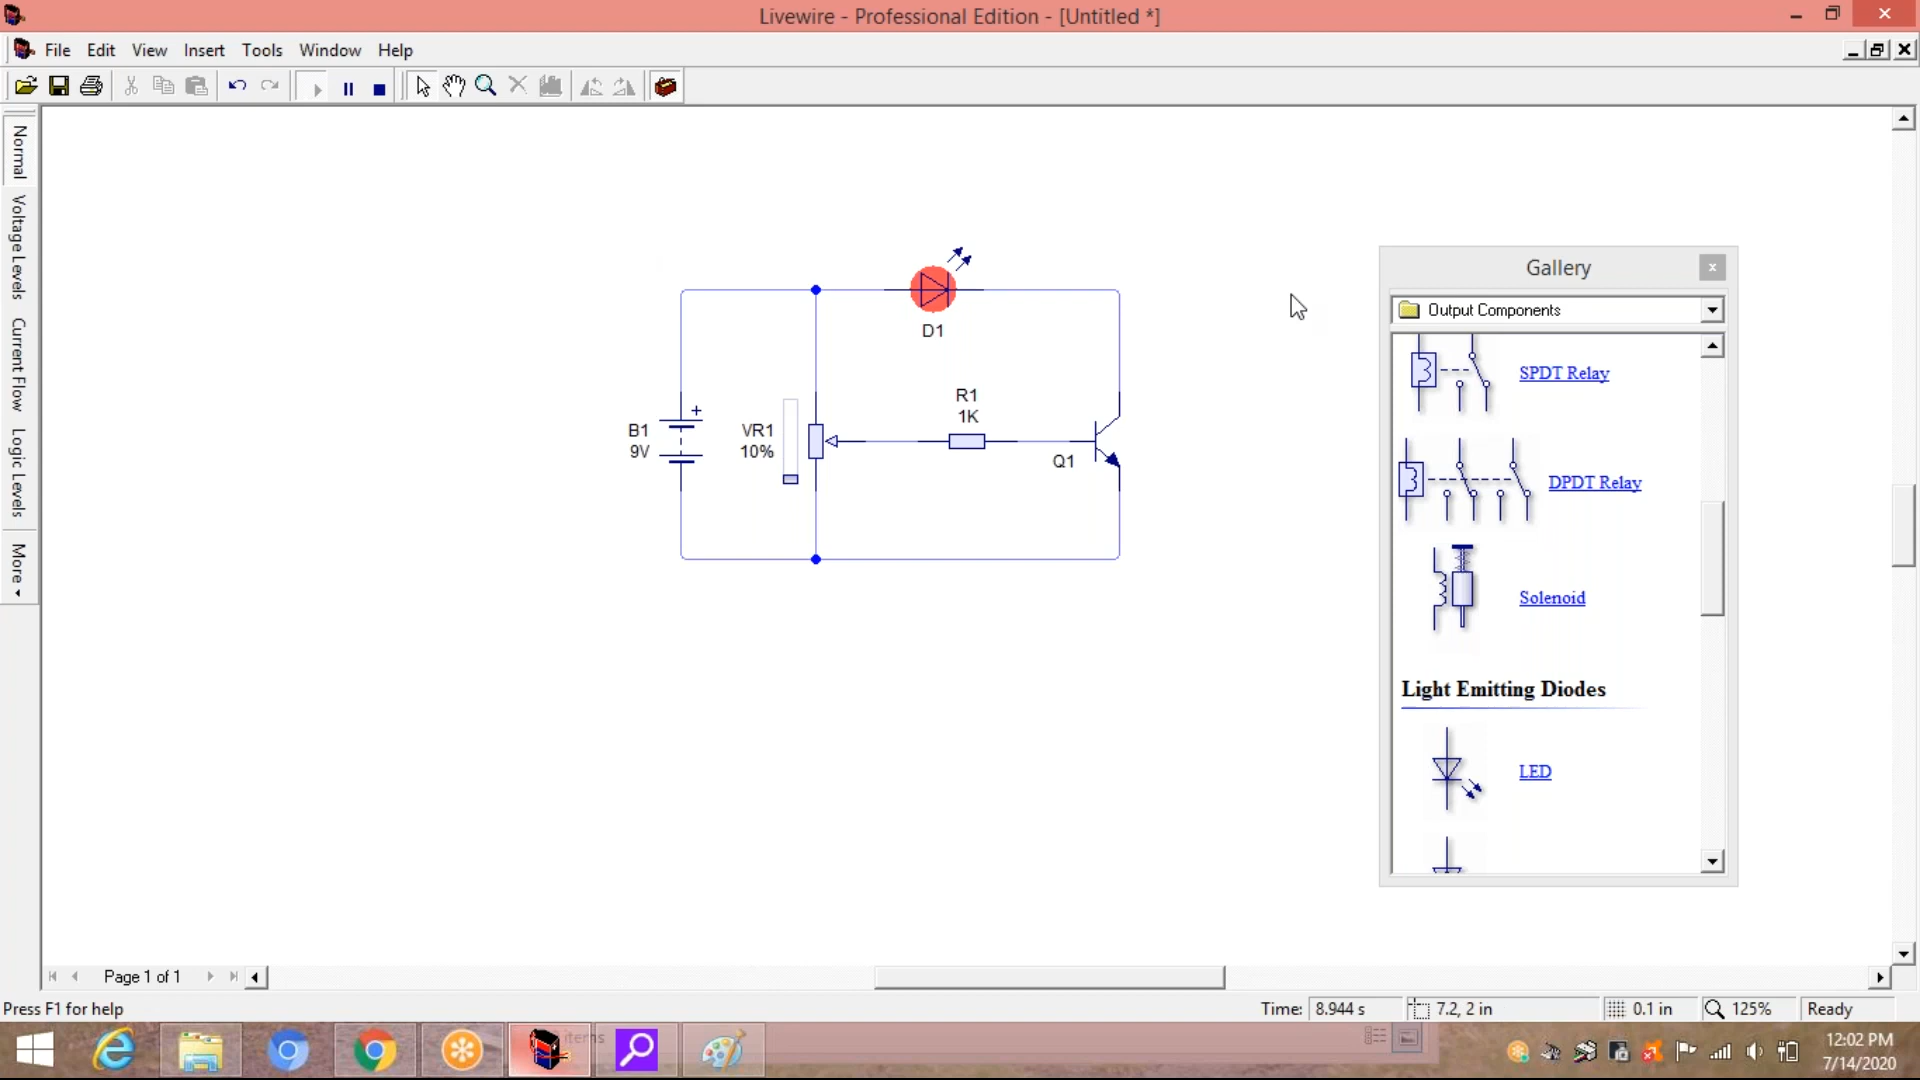 Livewire - Professional Edition - [Untitled *]
File Edit View Insert Tools Window Help
Normal
Voltage Levels
Current Flow
Logic Levels
More
D1
B1
9V
+
VR1
10%
R1
1K
Q1
Gallery
Output Components
SPDT Relay
DPDT Relay
Solenoid
Light Emitting Diodes
LED
Page 1 of 1
Press F1 for help
Time: 8.944 s
7.2, 2 in
0.1 in
125%
Ready
items
12:02 PM
7/14/2020